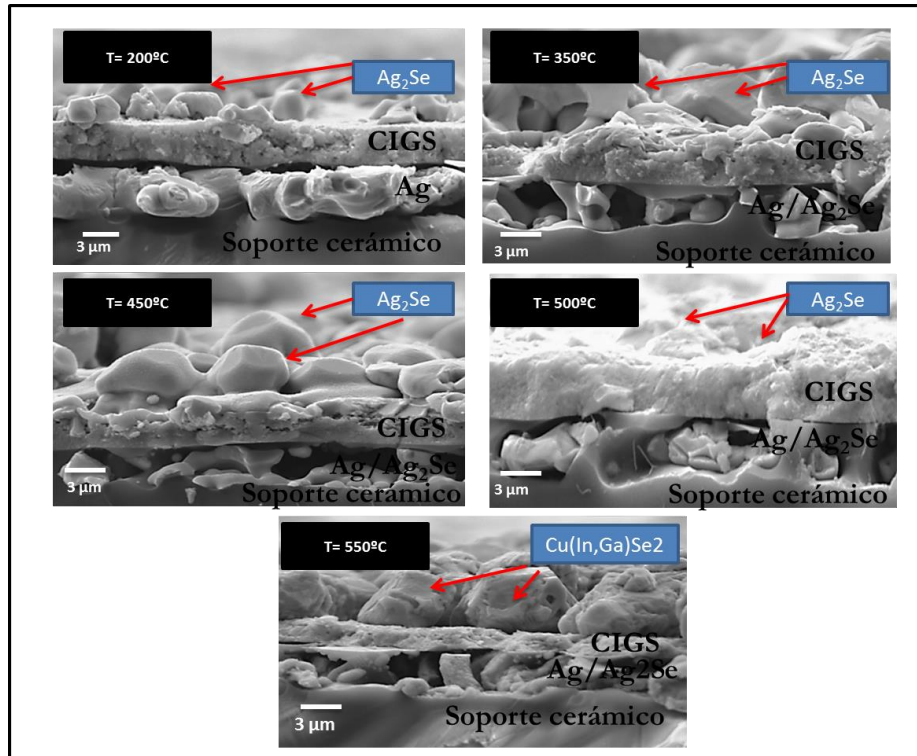 T= 200ºC
Ag₂Se
CIGS
Ag
Soporte cerámico
3 µm
T= 350ºC
Ag₂Se
CIGS
Ag/Ag₂Se
Soporte cerámico
3 µm
T= 450ºC
Ag₂Se
CIGS
Ag/Ag₂Se
Soporte cerámico
3 µm
T= 500ºC
Ag₂Se
CIGS
Ag/Ag₂Se
Soporte cerámico
3 µm
T= 550ºC
Cu(In,Ga)Se2
CIGS
Ag/Ag2Se
Soporte cerámico
3 µm